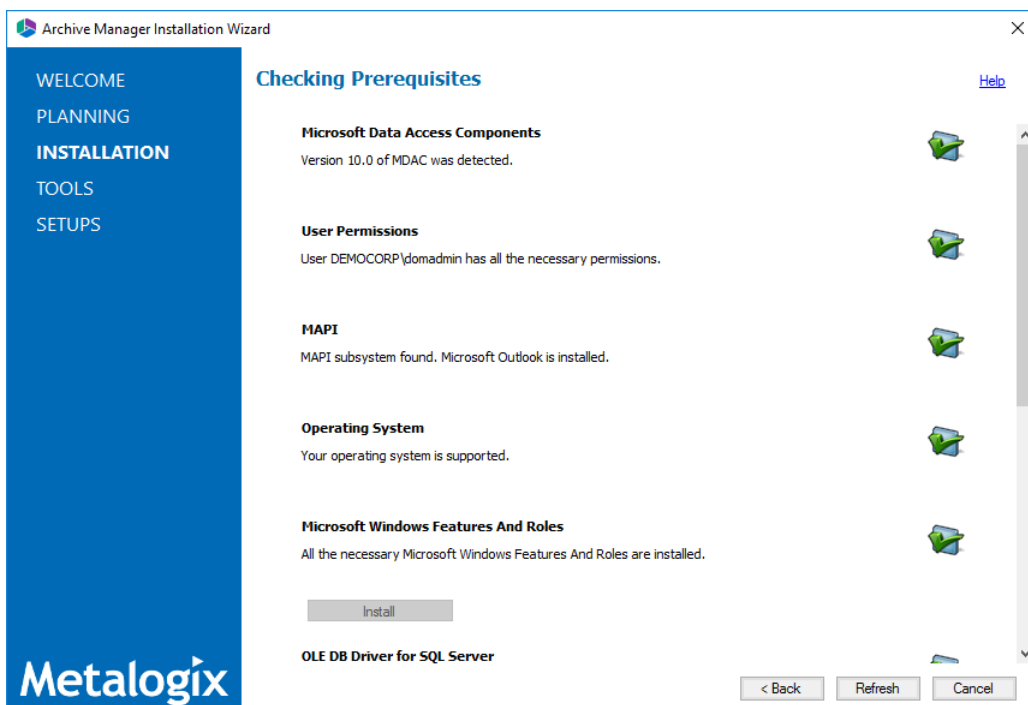 Archive Manager Installation Wizard
WELCOME
PLANNING
INSTALLATION
TOOLS
SETUPS
Metalogix
Checking Prerequisites
Help
Microsoft Data Access Components
Version 10.0 of MDAC was detected.
User Permissions
User DEMOCORP\domadmin has all the necessary permissions.
MAPI
MAPI subsystem found. Microsoft Outlook is installed.
Operating System
Your operating system is supported.
Microsoft Windows Features And Roles
All the necessary Microsoft Windows Features And Roles are installed.
Install
OLE DB Driver for SQL Server
< Back
Refresh
Cancel